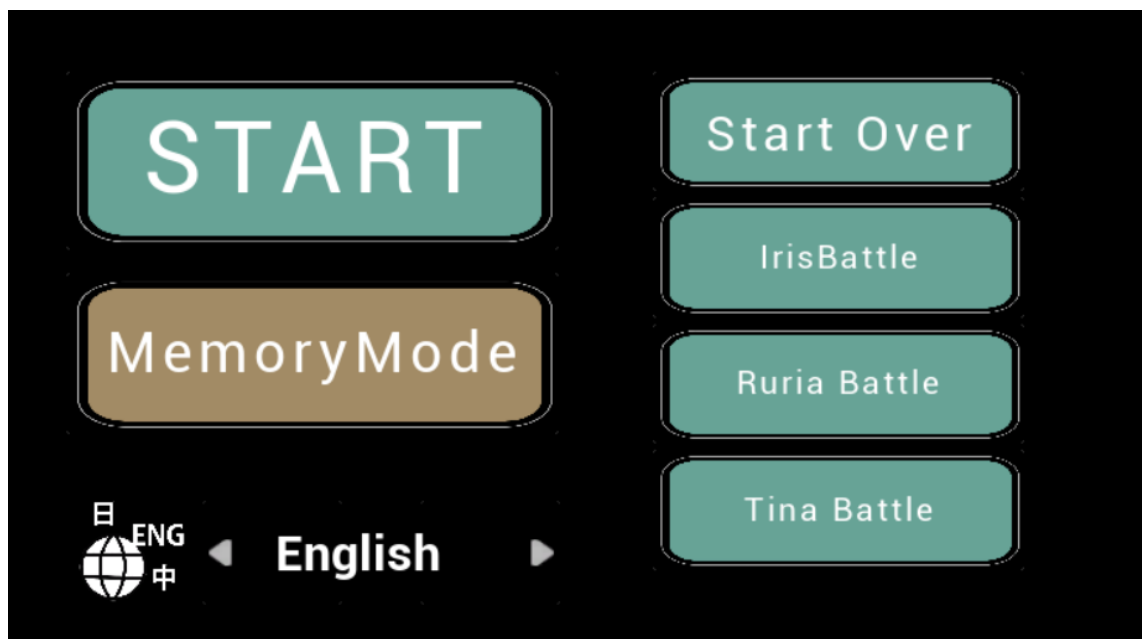 START
MemoryMode
日
ENG
中
English
Start Over
IrisBattle
Ruria Battle
Tina Battle